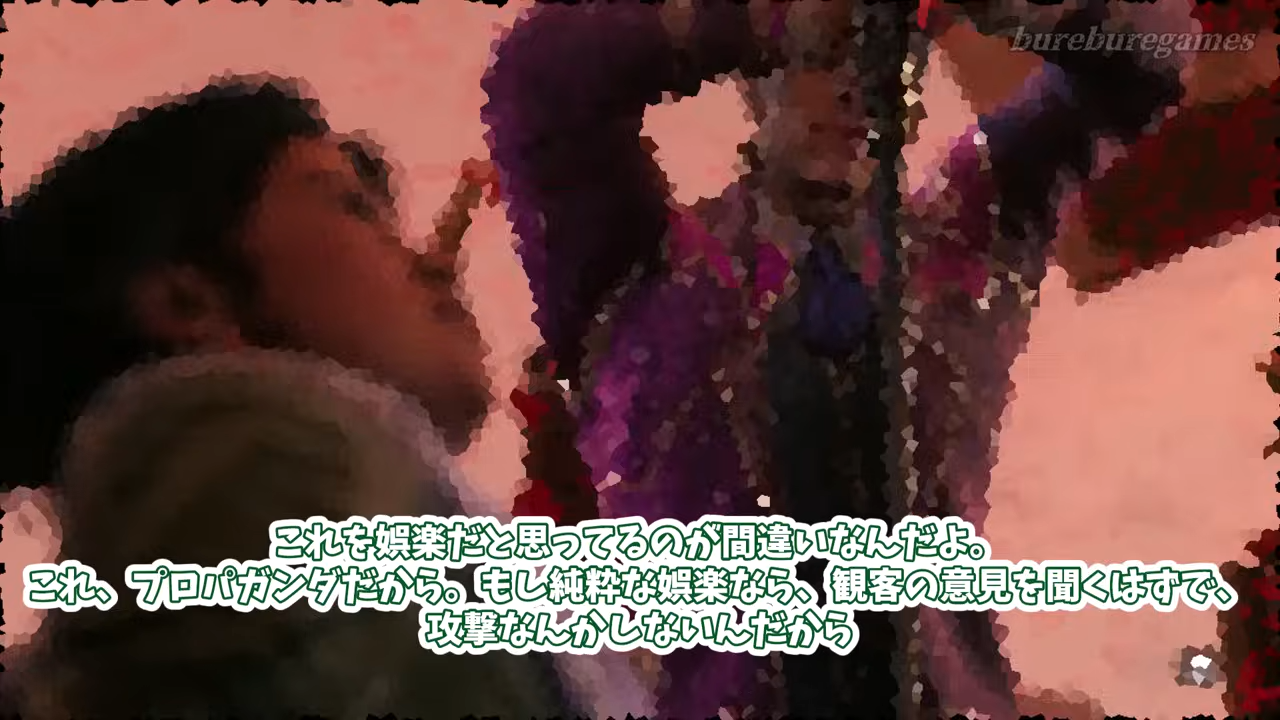 bureburegames
これを娯楽だと思ってるのが間違いなんだよ。
これ、プロパガンダだから。もし純粋な娯楽なら、観客の意見を聞くはずで、
攻撃なんかしないんだから